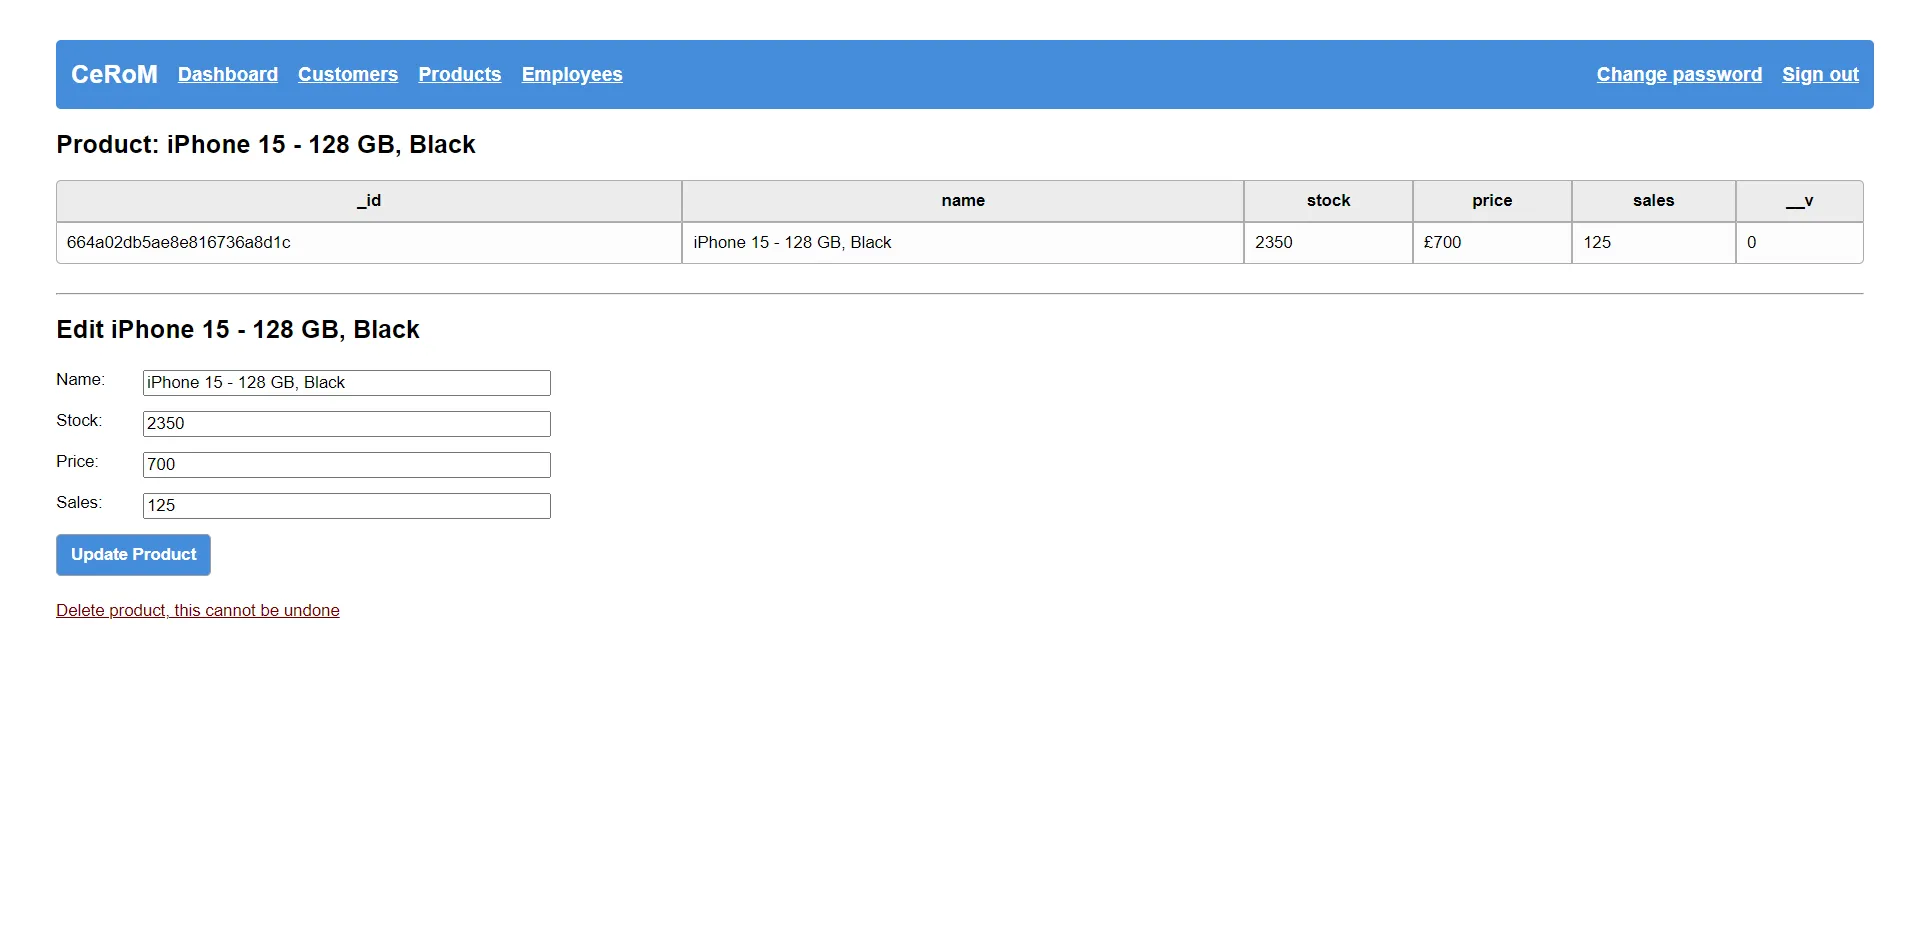 CeRoM Dashboard Customers Products Employees Change password Sign out
Product: iPhone 15 - 128 GB, Black
_id name stock price sales __v
664a02db5ae8e816736a8d1c iPhone 15 - 128 GB, Black 2350 £700 125 0
Edit iPhone 15 - 128 GB, Black
Name: iPhone 15 - 128 GB, Black
Stock: 2350
Price: 700
Sales: 125
Update Product
Delete product, this cannot be undone